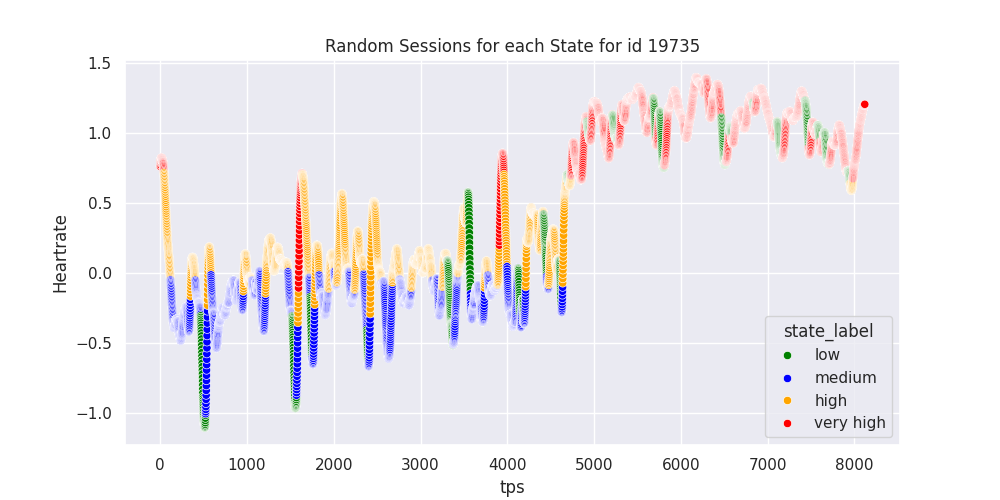 Random Sessions for each State for id 19735
Heartrate
1.5
1.0
0.5
0.0
−0.5
−1.0
0 1000 2000 3000 4000 5000 6000 7000 8000
tps
state_label
low
medium
high
very high